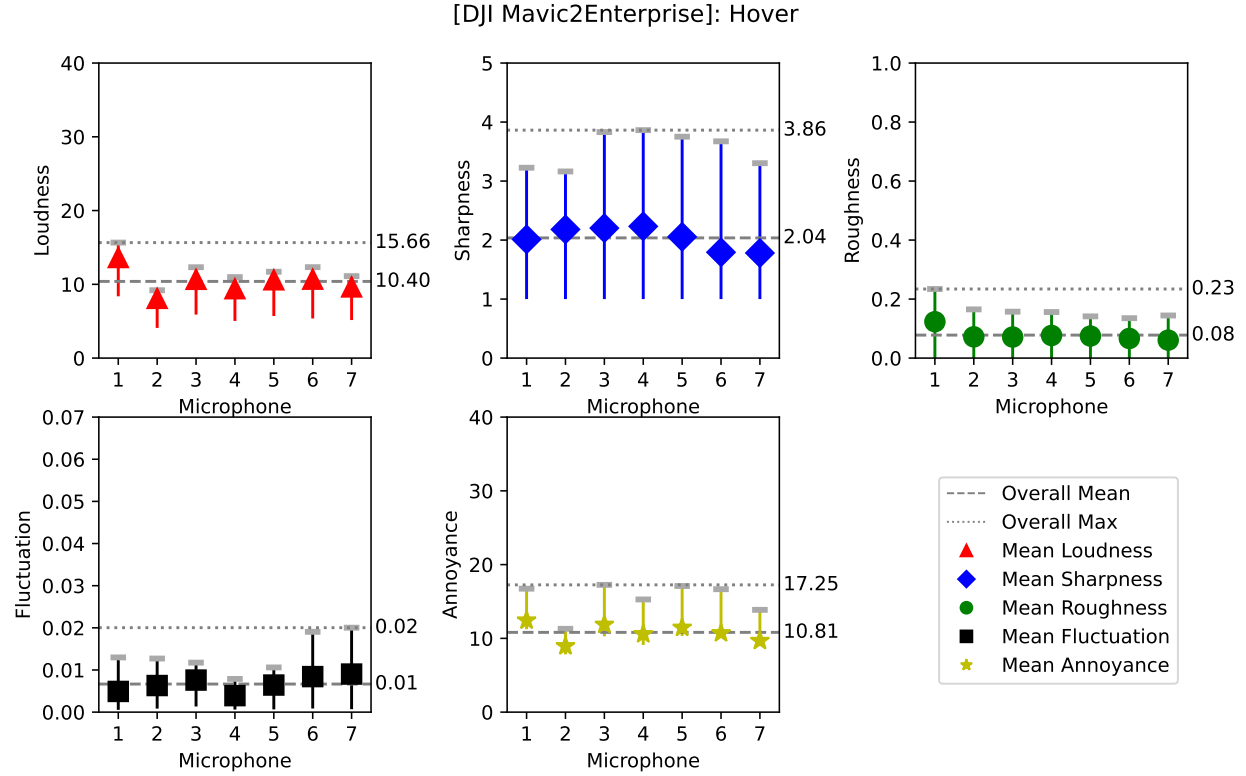 [DJI Mavic2Enterprise]: Hover
40
30
20
10
0
Loudness
15.66
10.40
1 2 3 4 5 6 7
Microphone
5
4
3
2
1
0
Sharpness
3.86
2.04
1 2 3 4 5 6 7
Microphone
1.0
0.8
0.6
0.4
0.2
0.0
Roughness
0.23
0.08
1 2 3 4 5 6 7
Microphone
0.07
0.06
0.05
0.04
0.03
0.02
0.01
0.00
Fluctuation
0.02
0.01
1 2 3 4 5 6 7
Microphone
40
30
20
10
0
Annoyance
17.25
10.81
1 2 3 4 5 6 7
Microphone
Overall Mean
Overall Max
Mean Loudness
Mean Sharpness
Mean Roughness
Mean Fluctuation
Mean Annoyance